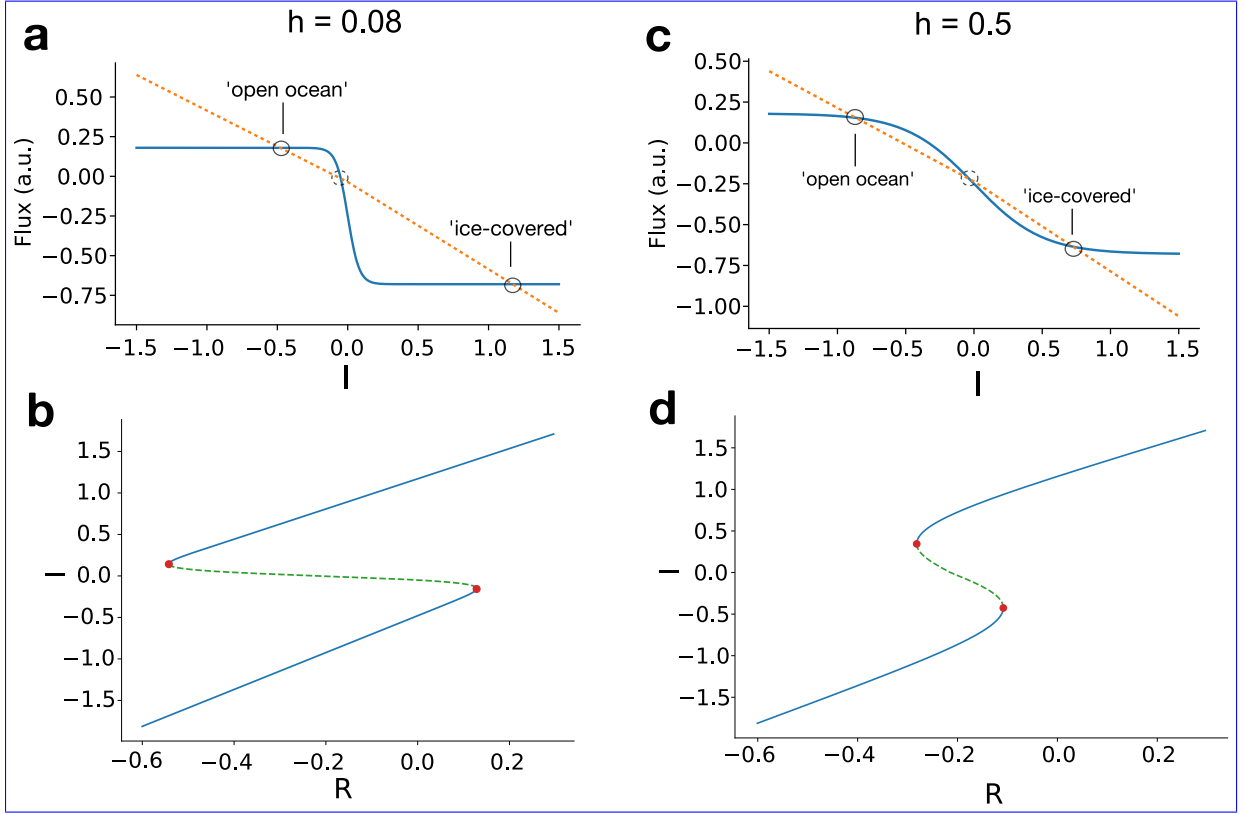 h = 0.08
h = 0.5
a
0.50
0.25
0.00
−0.25
−0.50
−0.75
Flux (a.u.)
'open ocean'
'ice-covered'
−1.5 −1.0 −0.5 0.0 0.5 1.0 1.5
I
c
0.50
0.25
0.00
−0.25
−0.50
−0.75
−1.00
Flux (a.u.)
'open ocean'
'ice-covered'
−1.5 −1.0 −0.5 0.0 0.5 1.0 1.5
I
b
1.5
1.0
0.5
0.0
−0.5
−1.0
−1.5
I
−0.6 −0.4 −0.2 0.0 0.2
R
d
1.5
1.0
0.5
0.0
−0.5
−1.0
−1.5
I
−0.6 −0.4 −0.2 0.0 0.2
R